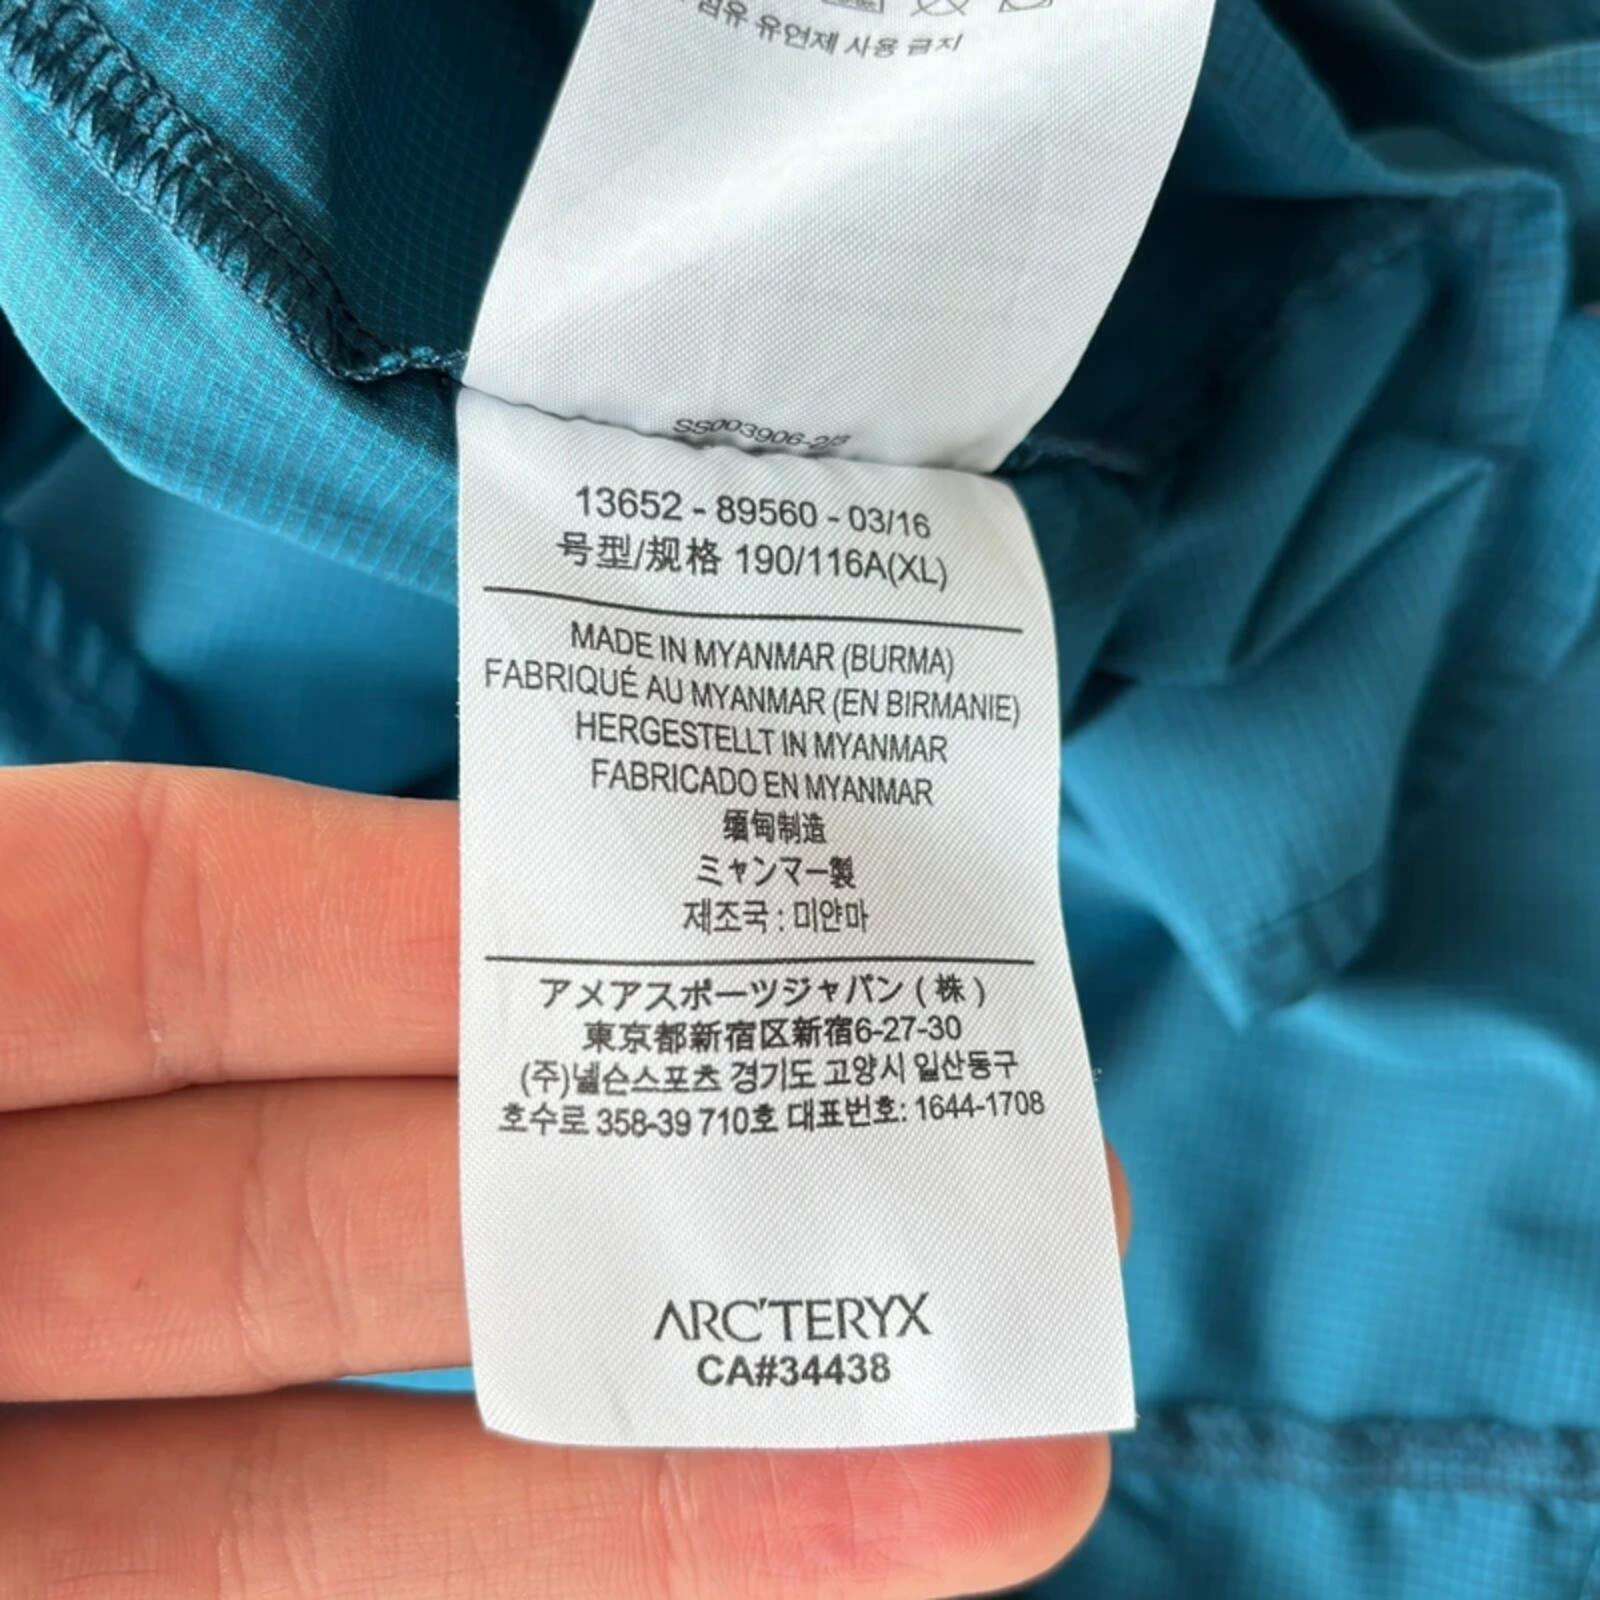 섬유 유연제 사용 금지
SS003906-2/3
13652 - 89560 - 03/16
号型/规格 190/116A(XL)
MADE IN MYANMAR (BURMA)
FABRIQUÉ AU MYANMAR (EN BIRMANIE)
HERGESTELLT IN MYANMAR
FABRICADO EN MYANMAR
缅甸制造
ミャンマー製
제조국 : 미얀마
アメアスポーツジャパン ( 株 )
東京都新宿区新宿6-27-30
(주)넬슨스포츠 경기도 고양시 일산동구
호수로 358-39 710호 대표번호: 1644-1708
ARC'TERYX
CA#34438